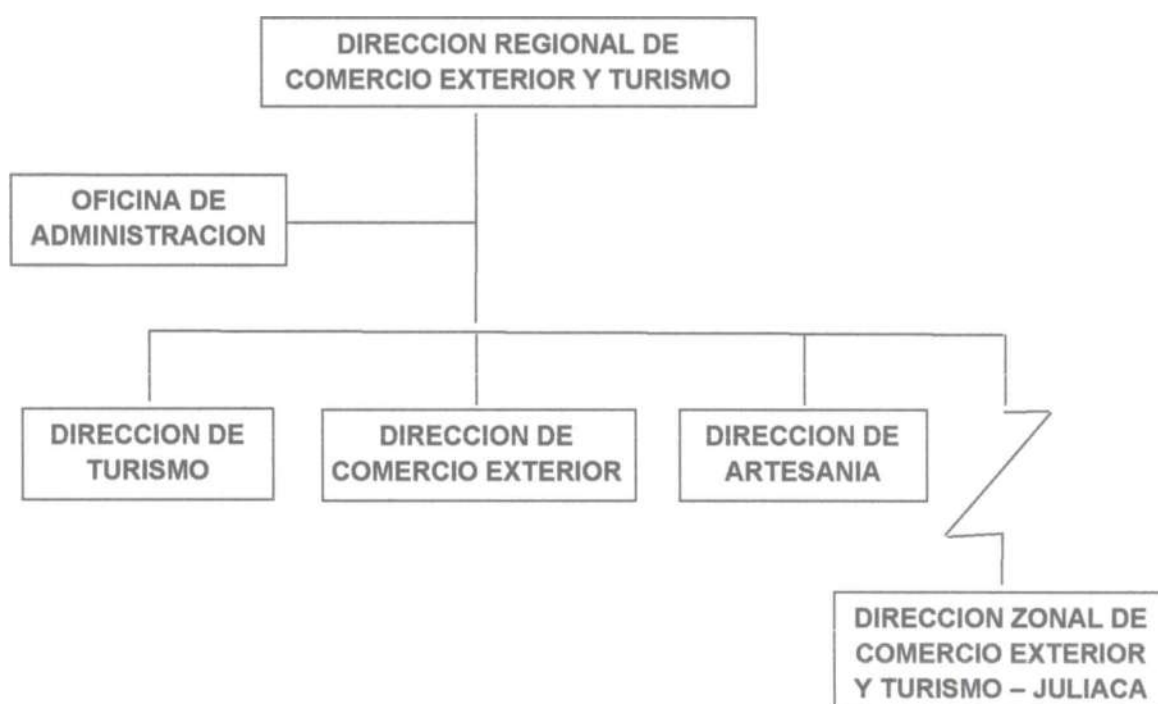 DIRECCION REGIONAL DE
COMERCIO EXTERIOR Y TURISMO
OFICINA DE
ADMINISTRACION
DIRECCION DE
TURISMO
DIRECCION DE
COMERCIO EXTERIOR
DIRECCION DE
ARTESANIA
DIRECCION ZONAL DE
COMERCIO EXTERIOR
Y TURISMO – JULIACA